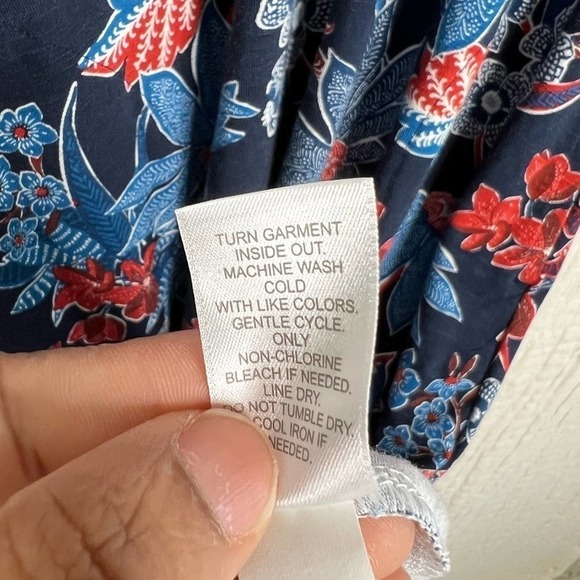 TURN GARMENT
INSIDE OUT.
MACHINE WASH
COLD
WITH LIKE COLORS.
GENTLE CYCLE.
ONLY
NON-CHLORINE
BLEACH IF NEEDED.
LINE DRY.
DO NOT TUMBLE DRY.
COOL IRON IF
NEEDED.